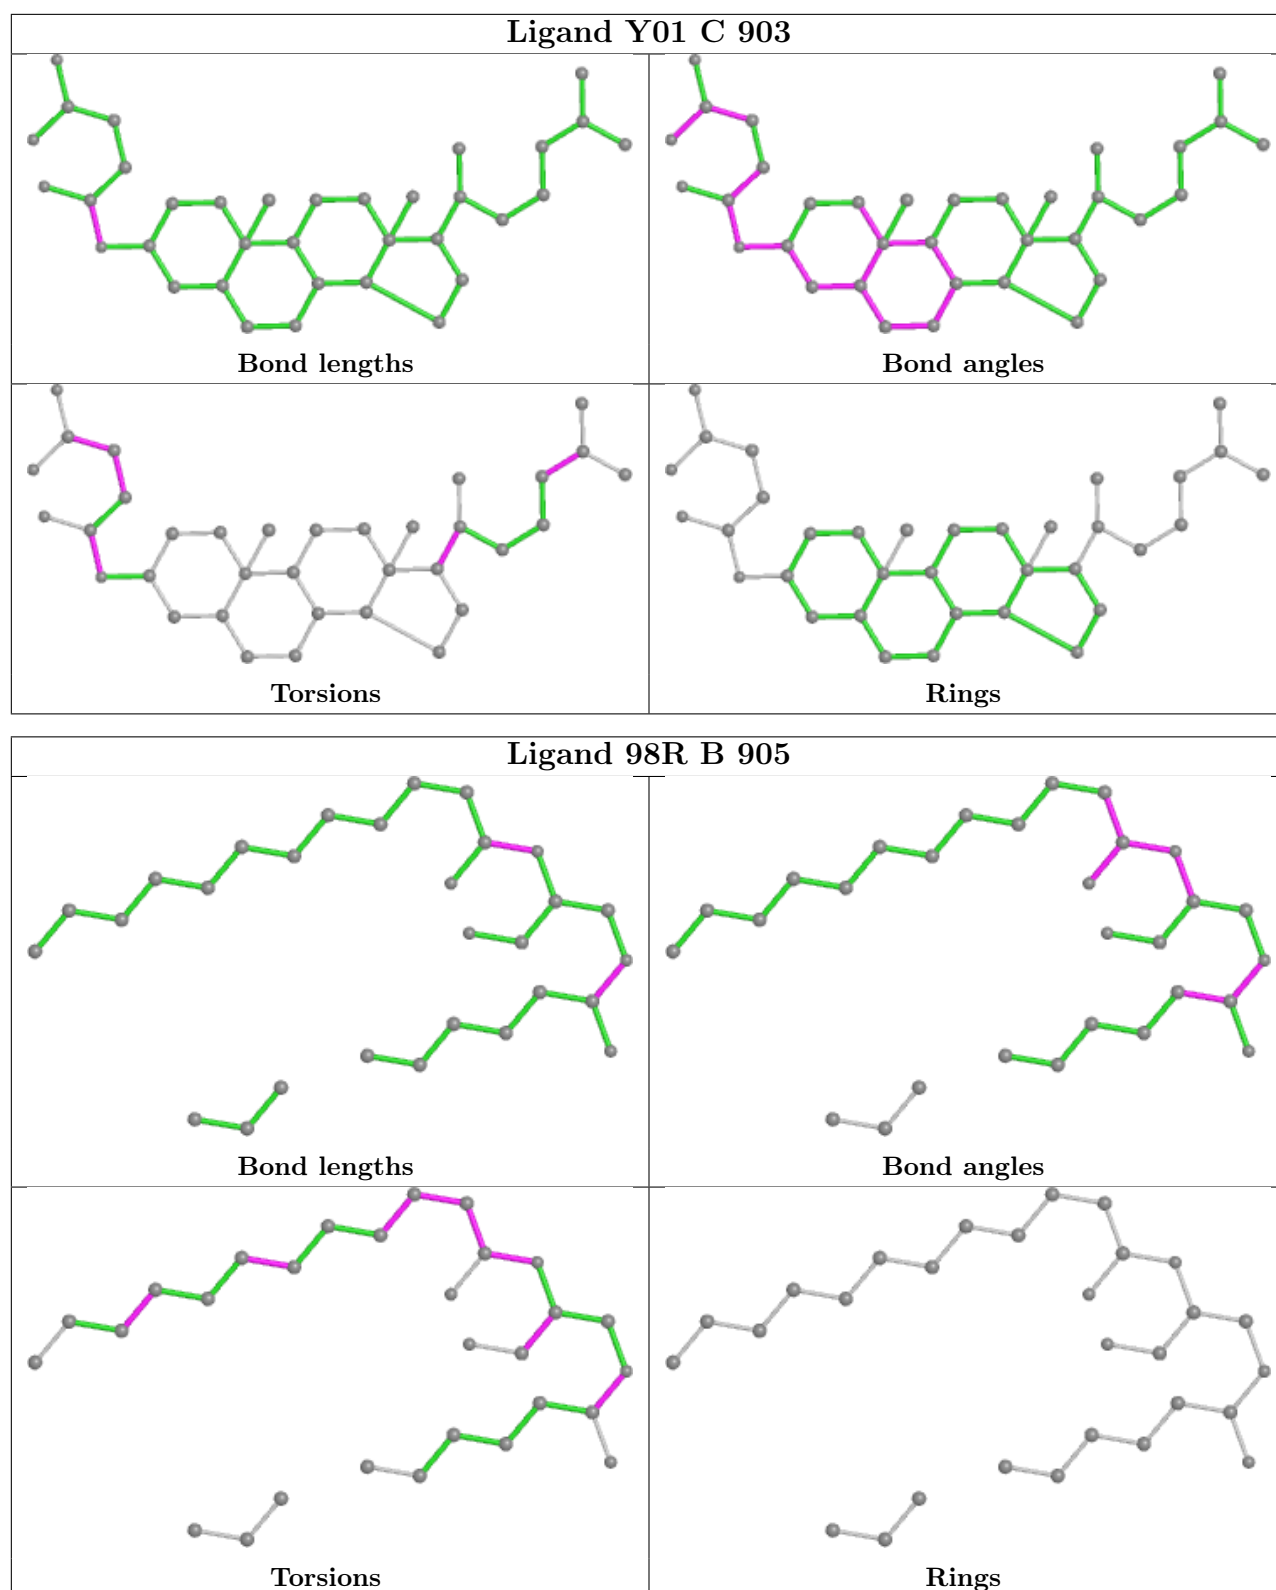 Ligand Y01 C 903
Bond lengths
Bond angles
Torsions
Rings
Ligand 98R B 905
Bond lengths
Bond angles
Torsions
Rings